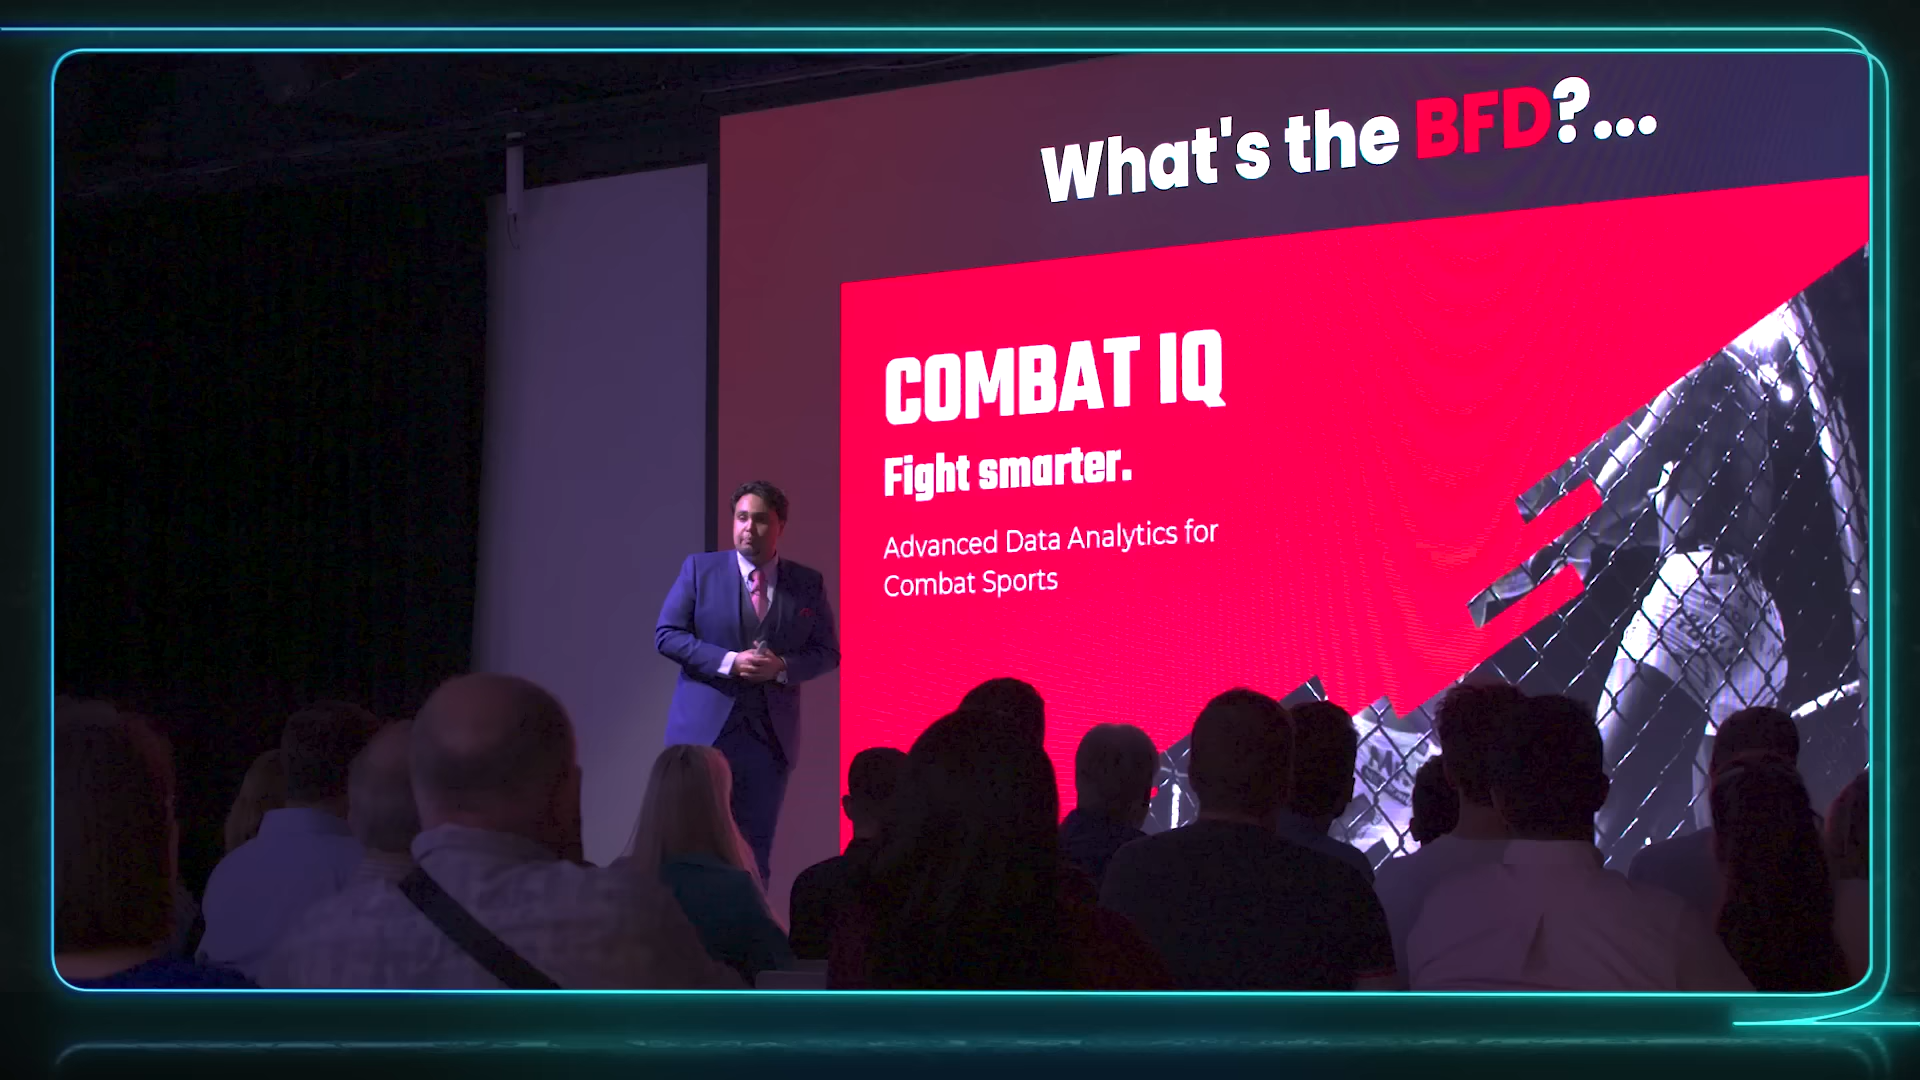 What's the BFD?...
COMBAT IQ
Fight smarter.
Advanced Data Analytics for
Combat Sports